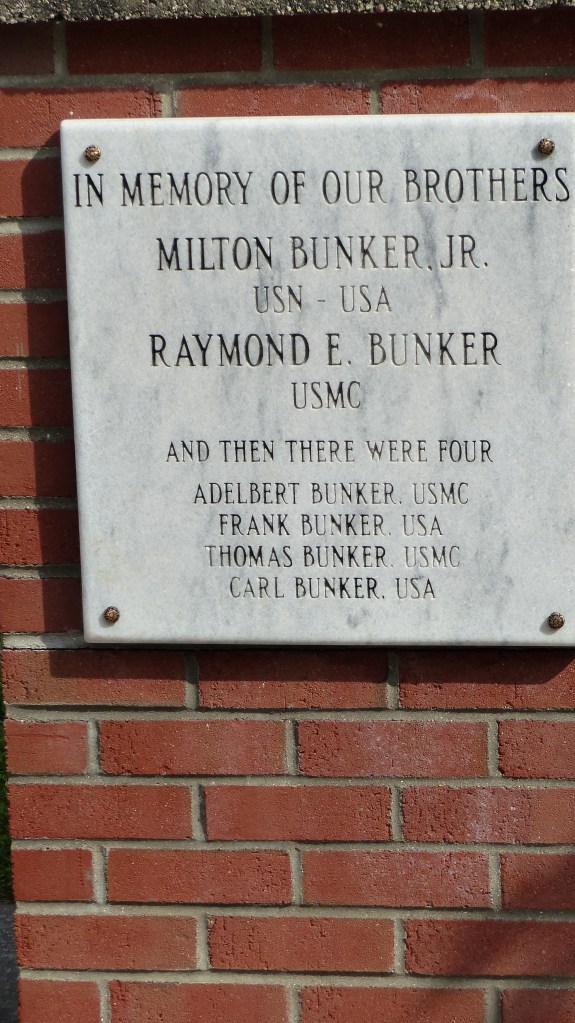 IN MEMORY OF OUR BROTHERS
MILTON BUNKER, JR.
USN - USA
RAYMOND E. BUNKER
USMC
AND THEN THERE WERE FOUR
ADELBERT BUNKER, USMC
FRANK BUNKER, USA
THOMAS BUNKER, USMC
CARL BUNKER, USA